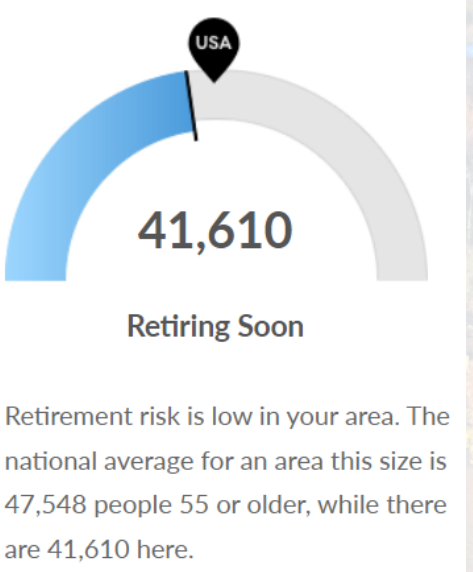 USA
41,610
Retiring Soon
Retirement risk is low in your area. The
national average for an area this size is
47,548 people 55 or older, while there
are 41,610 here.